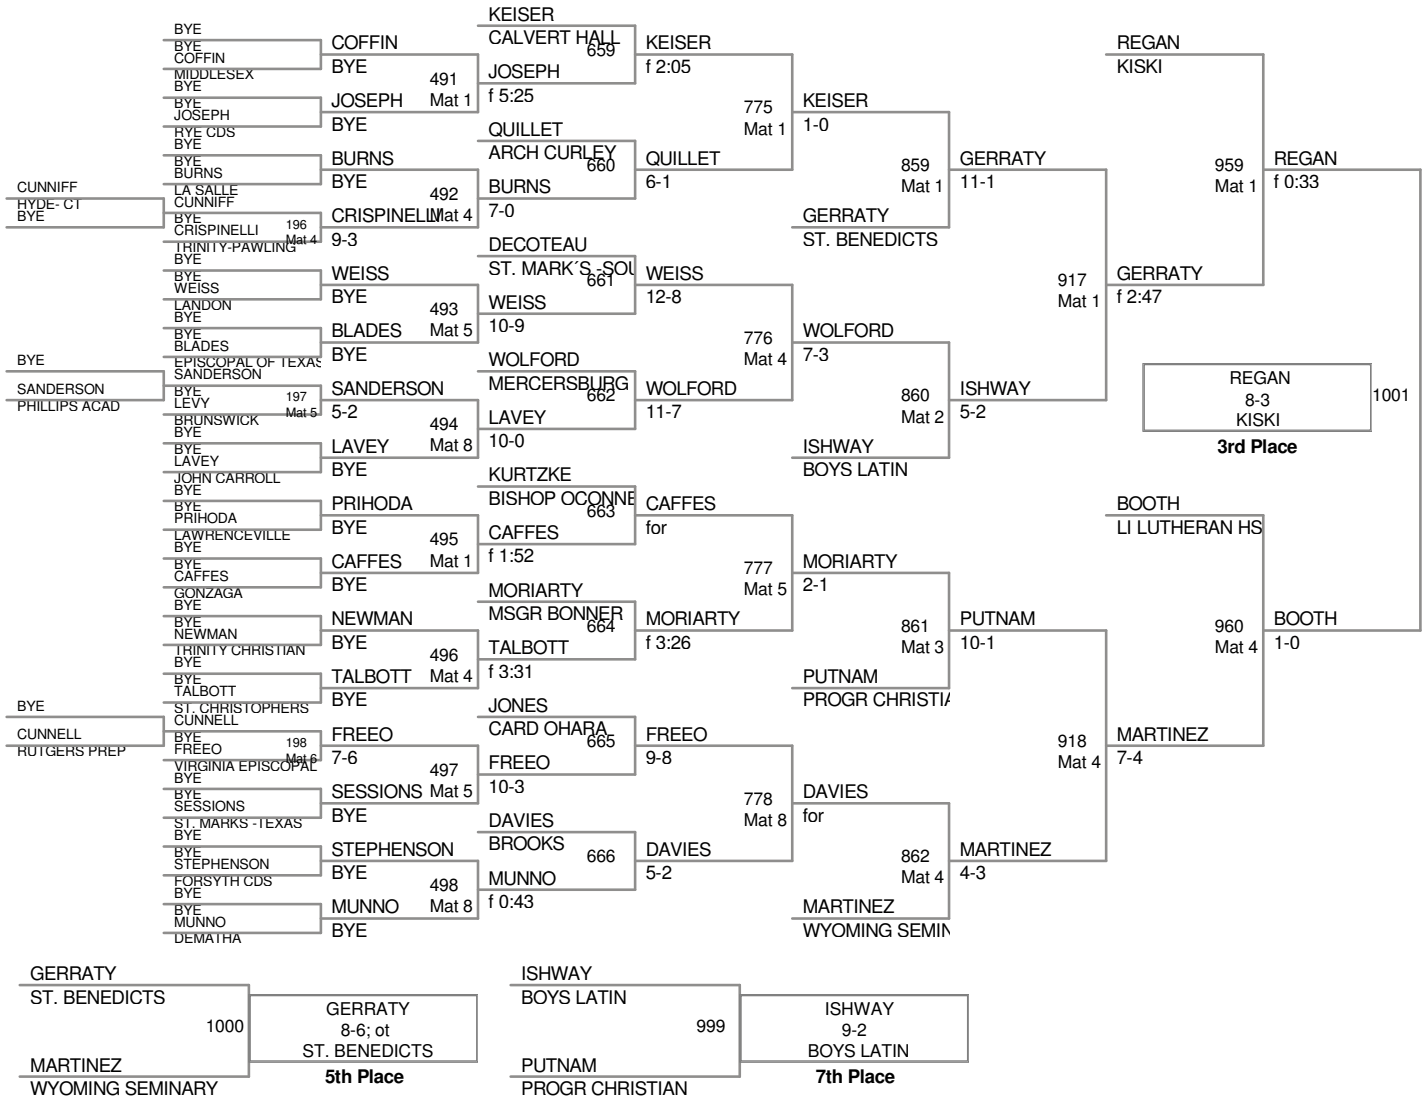 BYE
BYE
COFFIN
MIDDLESEX
BYE
BYE
JOSEPH
RYE CDS
BYE
BYE
BURNS
LA SALLE
CUNNIFF
HYDE- CT
BYE
CUNNIFF
BYE
CRISPINELLI
TRINITY-PAWLING
196
Mat 4
BYE
BYE
WEISS
LANDON
BYE
BYE
BLADES
EPISCOPAL OF TEXAS
BYE
SANDERSON
PHILLIPS ACAD
SANDERSON
BYE
LEVY
BRUNSWICK
197
Mat 5
BYE
BYE
LAVEY
JOHN CARROLL
BYE
BYE
PRIHODA
LAWRENCEVILLE
BYE
BYE
CAFFES
GONZAGA
BYE
BYE
NEWMAN
TRINITY CHRISTIAN
BYE
BYE
TALBOTT
ST. CHRISTOPHERS
BYE
CUNNELL
RUTGERS PREP
CUNNELL
BYE
FREEO
VIRGINIA EPISCOPAL
198
Mat 6
BYE
BYE
SESSIONS
ST. MARKS -TEXAS
BYE
BYE
STEPHENSON
FORSYTH CDS
BYE
BYE
MUNNO
DEMATHA
COFFIN
BYE
491
Mat 1
JOSEPH
BYE
BURNS
BYE
492
Mat 4
CRISPINELLI
9-3
WEISS
BYE
493
Mat 5
BLADES
BYE
SANDERSON
5-2
494
Mat 8
LAVEY
BYE
PRIHODA
BYE
495
Mat 1
CAFFES
BYE
NEWMAN
BYE
496
Mat 4
TALBOTT
BYE
FREEO
7-6
497
Mat 5
SESSIONS
BYE
STEPHENSON
BYE
498
Mat 8
MUNNO
BYE
KEISER
CALVERT HALL
659
JOSEPH
f 5:25
QUILLET
ARCH CURLEY
660
BURNS
7-0
DECOTEAU
ST. MARK´S -SOU
661
WEISS
10-9
WOLFORD
MERCERSBURG
662
LAVEY
10-0
KURTZKE
BISHOP OCONNE
663
CAFFES
f 1:52
MORIARTY
MSGR BONNER
664
TALBOTT
f 3:31
JONES
CARD OHARA
665
FREEO
10-3
DAVIES
BROOKS
666
MUNNO
f 0:43
KEISER
f 2:05
775
Mat 1
QUILLET
6-1
WEISS
12-8
776
Mat 4
WOLFORD
11-7
CAFFES
for
777
Mat 5
MORIARTY
f 3:26
FREEO
9-8
778
Mat 8
DAVIES
5-2
KEISER
1-0
859
Mat 1
GERRATY
ST. BENEDICTS
WOLFORD
7-3
860
Mat 2
ISHWAY
BOYS LATIN
MORIARTY
2-1
861
Mat 3
PUTNAM
PROGR CHRISTIA
DAVIES
for
862
Mat 4
MARTINEZ
WYOMING SEMIN
GERRATY
11-1
917
Mat 1
ISHWAY
5-2
PUTNAM
10-1
918
Mat 4
MARTINEZ
4-3
REGAN
KISKI
959
Mat 1
GERRATY
f 2:47
BOOTH
LI LUTHERAN HS
960
Mat 4
MARTINEZ
7-4
REGAN
f 0:33
BOOTH
1-0
REGAN
8-3
KISKI
1001
3rd Place
GERRATY
ST. BENEDICTS
1000
MARTINEZ
WYOMING SEMINARY
GERRATY
8-6; ot
ST. BENEDICTS
5th Place
ISHWAY
BOYS LATIN
999
PUTNAM
PROGR CHRISTIAN
ISHWAY
9-2
BOYS LATIN
7th Place